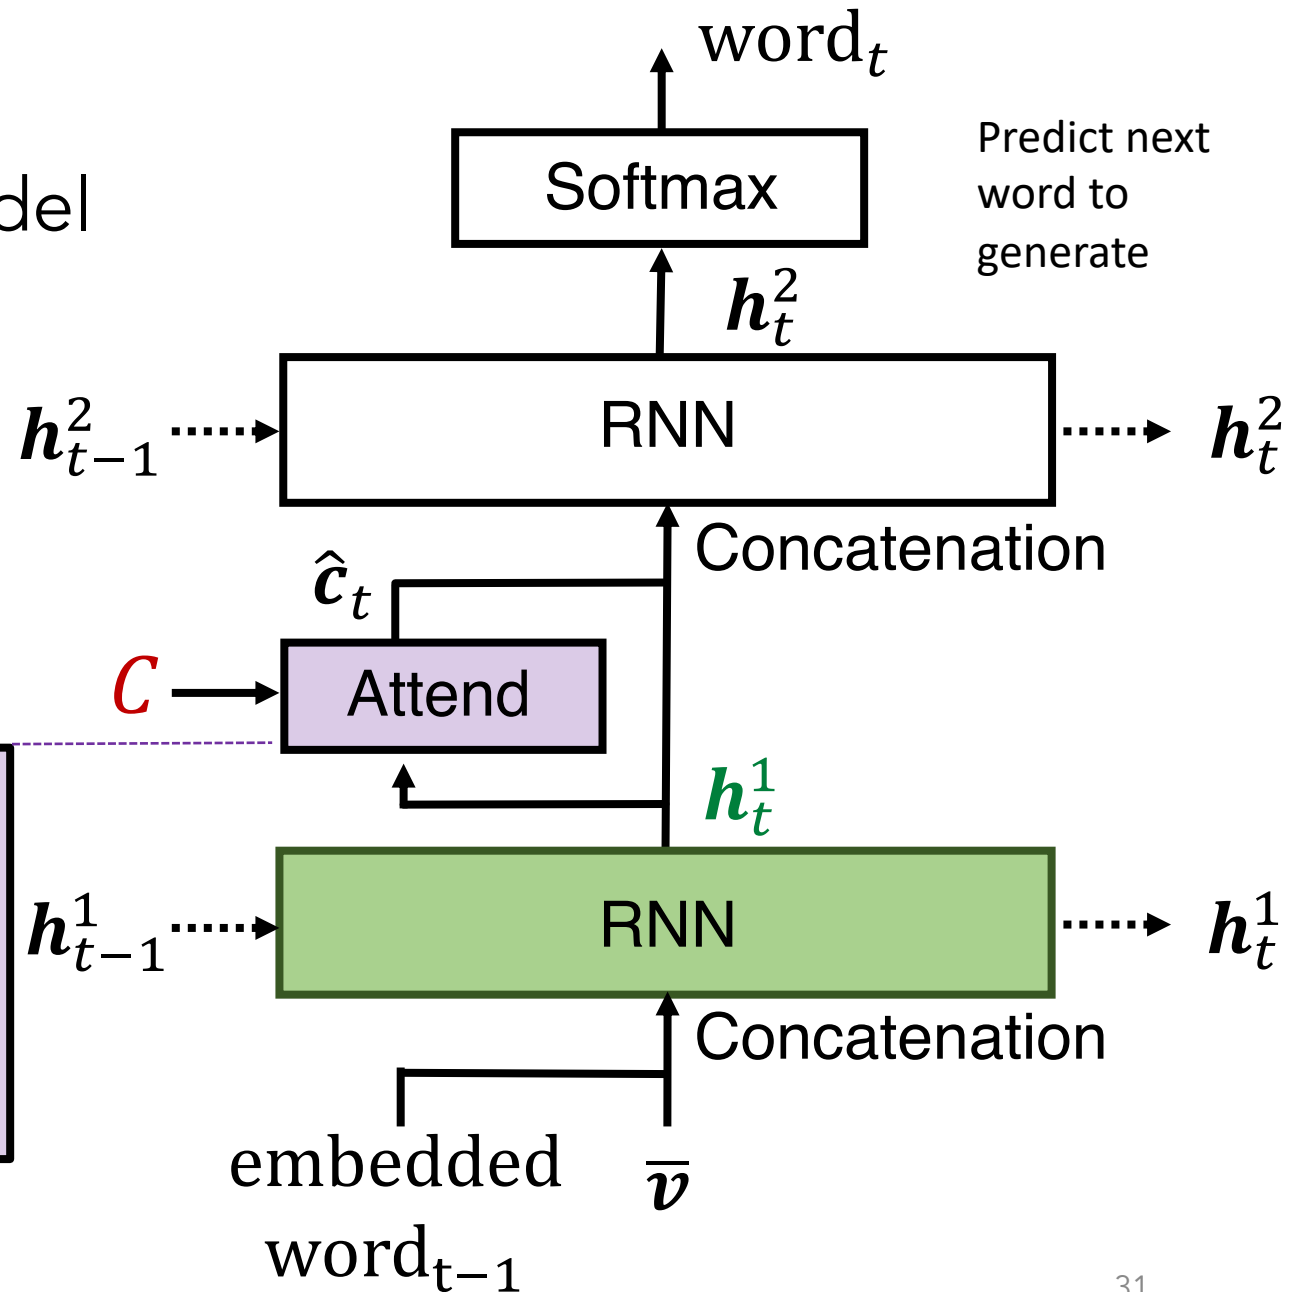 word_t
Predict next
word to
generate
del
Softmax
h_t^2
h_{t-1}^2
RNN
h_t^2
Concatenation
ĉ_t
C
Attend
h_t^1
h_{t-1}^1
RNN
h_t^1
Concatenation
embedded
word_{t-1}
v̄
31